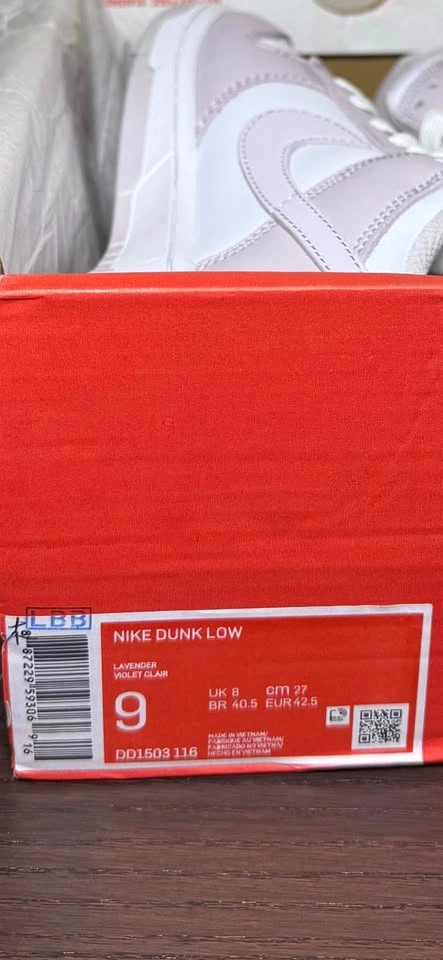 LBB
NIKE DUNK LOW
LAVENDER
VIOLET CLAIR
9
UK 8 cm 27
BR 40.5 EUR 42.5
DD1503 116
MADE IN VIETNAM/
FABRIQUE AU VIETNAM/
FABRICADO NO VIETNÃ/
HECHO EN VIETNAM